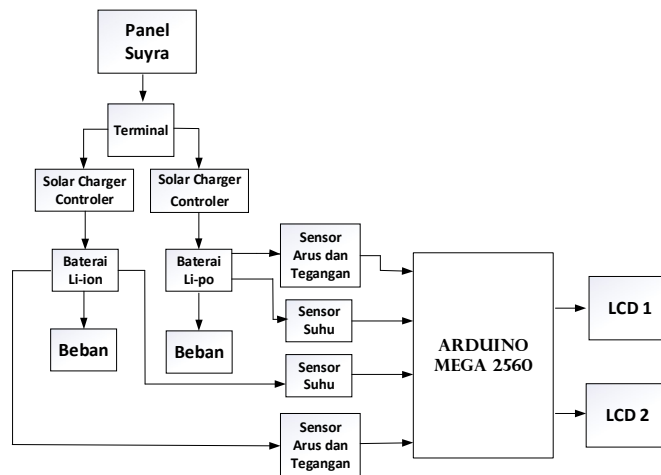 Panel
Suyra
Terminal
Solar Charger
Controler
Solar Charger
Controler
Baterai
Li-ion
Baterai
Li-po
Beban
Beban
Sensor
Arus dan
Tegangan
Sensor
Suhu
Sensor
Suhu
Sensor
Arus dan
Tegangan
ARDUINO
MEGA 2560
LCD 1
LCD 2